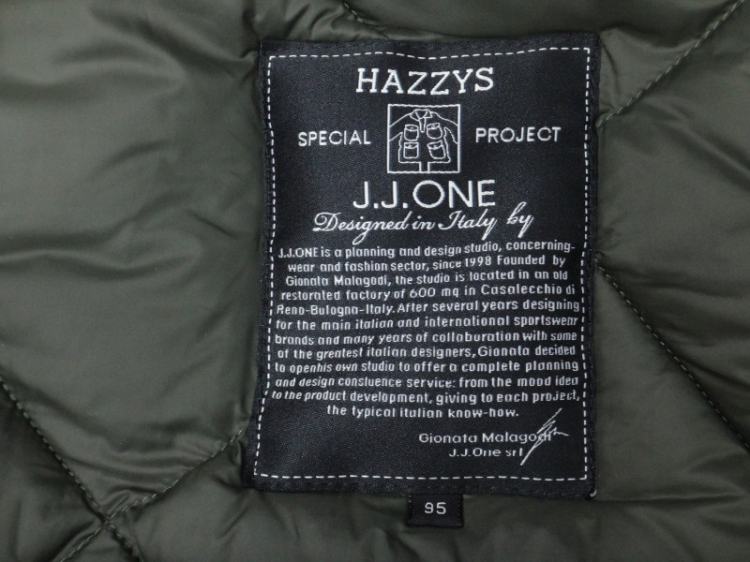 HAZZYS
SPECIAL PROJECT
J.J.ONE
Designed in Italy by
J.J.ONE is a planning and design studio, concerning-
wear and fashion sector, since 1998 Founded by
Gionata Malagodi, the studio is located in an old
restorated factory of 600 mq in Casalecchio di
Reno-Bulogna-Italy. After several years designing
for the main italian and international sportswear
brands and many years of collaboration with some
of the greatest italian designers, Gionata decided
to openhis own studio to offer a complete planning
and design consluence service: from the mood idea
to the product development, giving to each project,
the typical italian know-how.
Gionata Malagodi
J.J.One srl
95